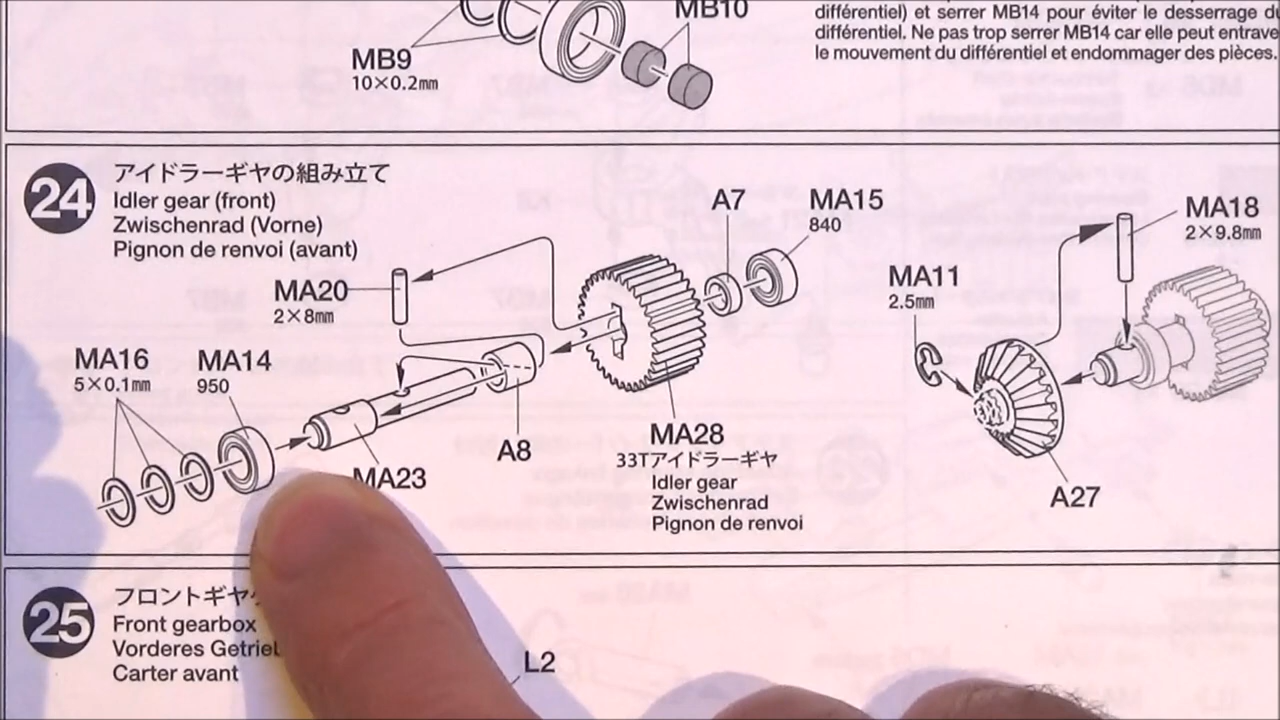 MB10
MB9
10×0.2mm
différentiel) et serrer MB14 pour éviter le desserrage du
différentiel. Ne pas trop serrer MB14 car elle peut entrave
le mouvement du différentiel et endommager des pièces.
24
アイドラーギヤの組み立て
Idler gear (front)
Zwischenrad (Vorne)
Pignon de renvoi (avant)
MA20
2×8mm
MA16
5×0.1mm
MA14
950
MA23
A8
A7
MA15
840
MA28
33Tアイドラーギヤ
Idler gear
Zwischenrad
Pignon de renvoi
MA11
2.5mm
MA18
2×9.8mm
A27
25
フロントギヤ
Front gearbox
Vorderes Getriel
Carter avant
L2